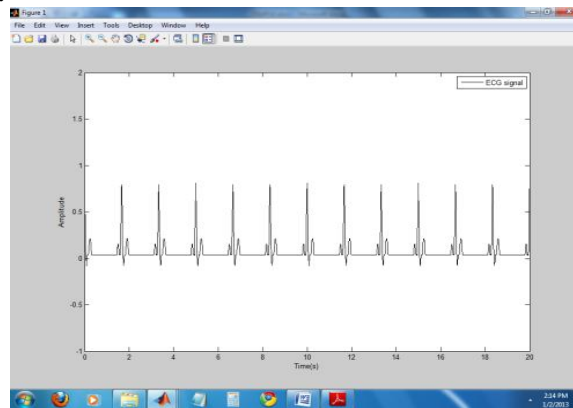 Figure 1
File Edit View Insert Tools Desktop Window Help
ECG signal
2
1.5
1
0.5
0
-0.5
-1
Amplitude
0 2 4 6 8 10 12 14 16 18 20
Time(s)
2:14 PM
1/2/2013